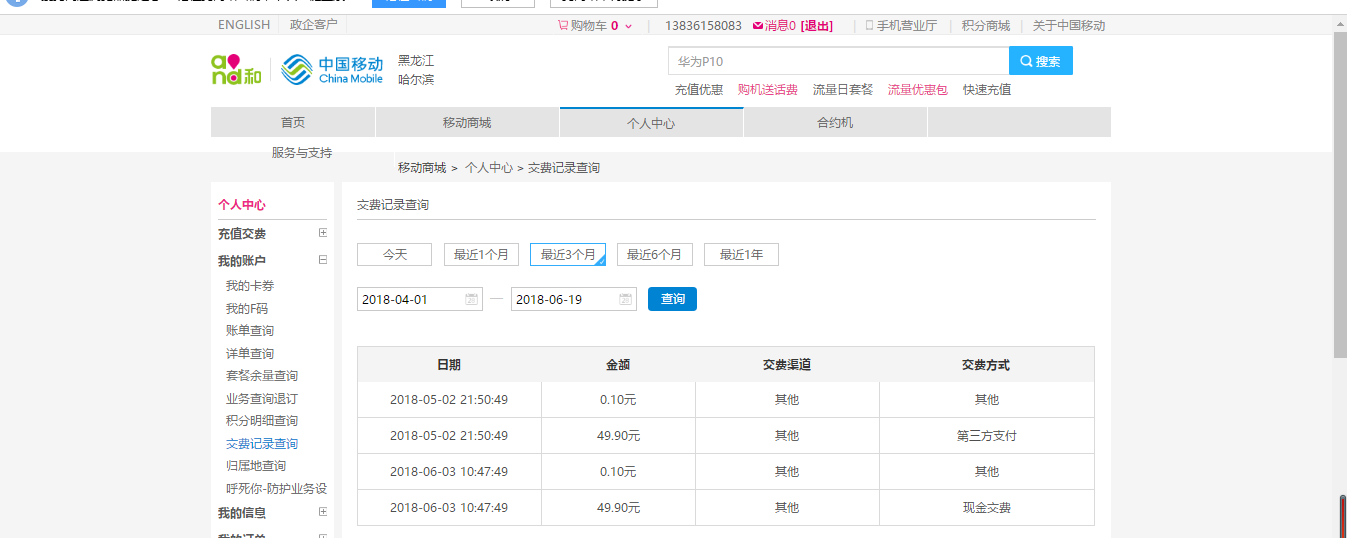 ENGLISH 政企客户 购物车 0 13836158083 消息0 [退出] 手机营业厅 积分商城 关于中国移动
and和 中国移动 China Mobile 黑龙江 哈尔滨
华为P10 搜索
充值优惠 购机送话费 流量日套餐 流量优惠包 快速充值
首页 移动商城 个人中心 合约机
服务与支持
移动商城 > 个人中心 > 交费记录查询
个人中心
充值交费
我的账户
我的卡券
我的F码
账单查询
详单查询
套餐余量查询
业务查询退订
积分明细查询
交费记录查询
归属地查询
呼死你-防护业务设
我的信息
交费记录查询
今天 最近1个月 最近3个月 最近6个月 最近1年
2018-04-01 — 2018-06-19 查询
日期 金额 交费渠道 交费方式
2018-05-02 21:50:49 0.10元 其他 其他
2018-05-02 21:50:49 49.90元 其他 第三方支付
2018-06-03 10:47:49 0.10元 其他 其他
2018-06-03 10:47:49 49.90元 其他 现金交费